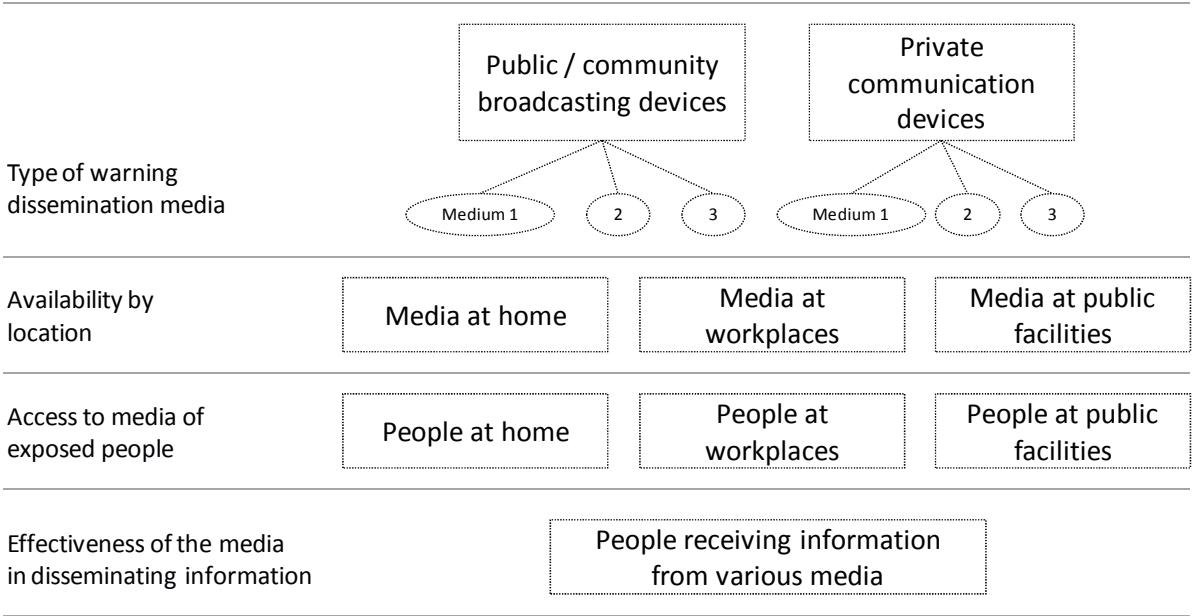 Public / community
broadcasting devices
Private
communication
devices
Type of warning
dissemination media
Medium 1
2
3
Medium 1
2
3
Availability by
location
Media at home
Media at
workplaces
Media at public
facilities
Access to media of
exposed people
People at home
People at
workplaces
People at public
facilities
Effectiveness of the media
in disseminating information
People receiving information
from various media